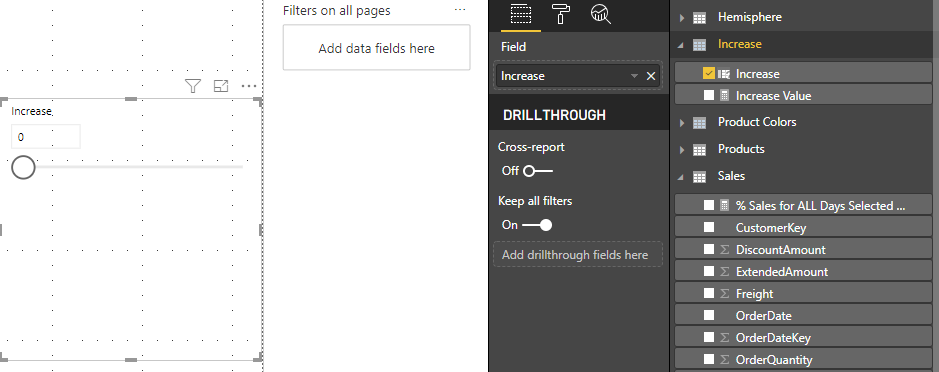 Increase
0
Filters on all pages
Add data fields here
Field
Increase
DRILLTHROUGH
Cross-report
Off
Keep all filters
On
Add drillthrough fields here
Hemisphere
Increase
Increase
Increase Value
Product Colors
Products
Sales
% Sales for ALL Days Selected ...
CustomerKey
DiscountAmount
ExtendedAmount
Freight
OrderDate
OrderDateKey
OrderQuantity